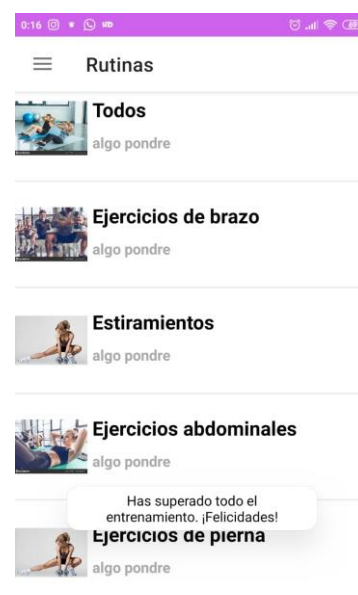 0:16
Rutinas
Todos
algo pondre
Ejercicios de brazo
algo pondre
Estiramientos
algo pondre
Ejercicios abdominales
algo pondre
Has superado todo el
entrenamiento. ¡Felicidades!
Ejercicios de pierna
algo pondre